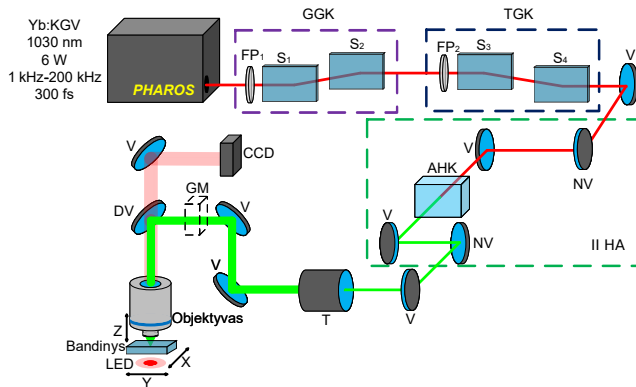 Yb:KGV
1030 nm
6 W
1 kHz-200 kHz
300 fs
PHAROS
GGK
FP1
S1
S2
TGK
FP2
S3
S4
V
V
NV
AHK
V
NV
II HA
V
CCD
GM
DV
V
V
T
V
Objektyvas
Z
Bandinys
X
LED
Y